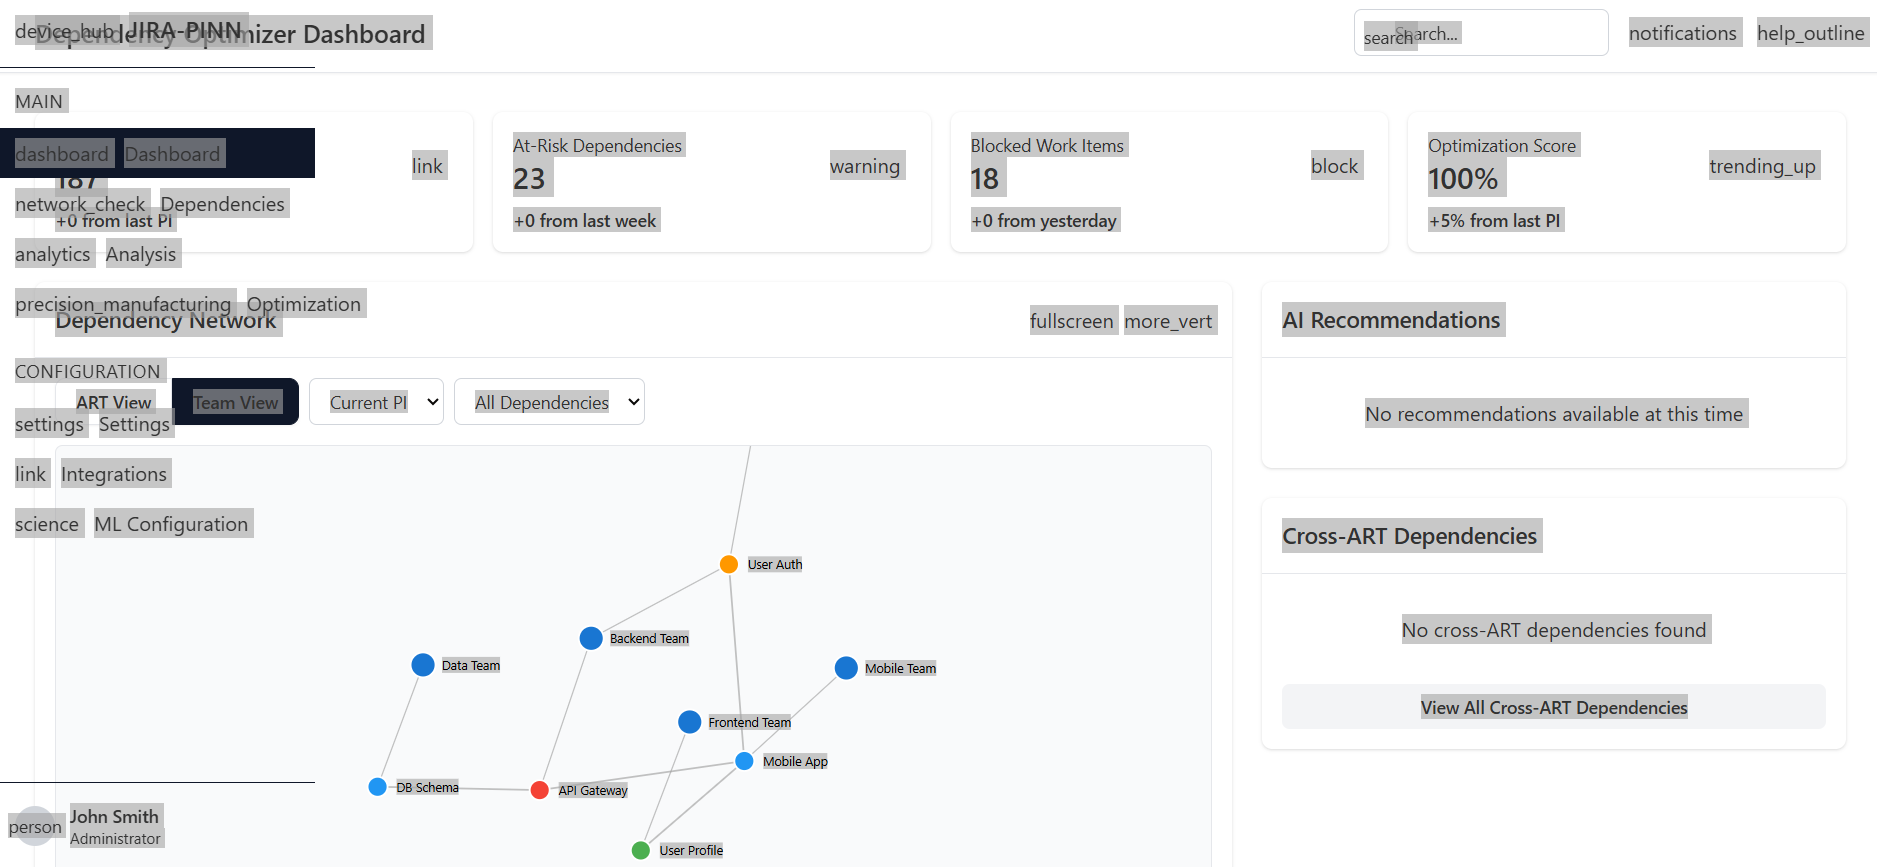 device_hub JIRA-PINN
Dependency Optimizer Dashboard
search
Search...
notifications
help_outline
MAIN
dashboard Dashboard
network_check Dependencies
analytics Analysis
precision_manufacturing Optimization
CONFIGURATION
settings Settings
link Integrations
science ML Configuration
person
John Smith
Administrator
187
+0 from last PI
link
At-Risk Dependencies
23
+0 from last week
warning
Blocked Work Items
18
+0 from yesterday
block
Optimization Score
100%
+5% from last PI
trending_up
Dependency Network
fullscreen more_vert
ART View
Team View
Current PI
All Dependencies
User Auth
Backend Team
Data Team
Mobile Team
Frontend Team
Mobile App
DB Schema
API Gateway
User Profile
AI Recommendations
No recommendations available at this time
Cross-ART Dependencies
No cross-ART dependencies found
View All Cross-ART Dependencies